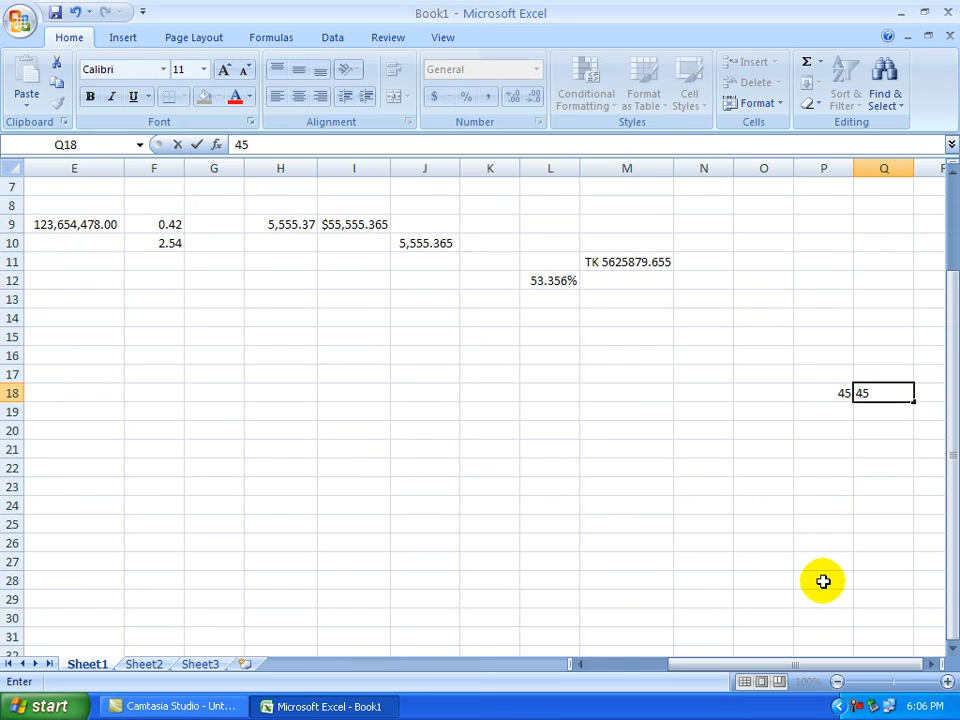 Book1 - Microsoft Excel
Home Insert Page Layout Formulas Data Review View
Calibri 11 General
Paste B I U A $ % , Conditional Formatting Format as Table Cell Styles Insert Delete Format Sort & Filter Find & Select
Clipboard Font Alignment Number Styles Cells Editing
Q18 fx 45
E F G H I J K L M N O P Q
7
8
9 123,654,478.00 0.42 5,555.37 $55,555.365
10 2.54 5,555.365
11 TK 5625879.655
12 53.356%
13
14
15
16
17
18 45 45
19
20
21
22
23
24
25
26
27
28
29
30
31
Sheet1 Sheet2 Sheet3
Enter 100%
start Camtasia Studio - Unt... Microsoft Excel - Book1 6:06 PM